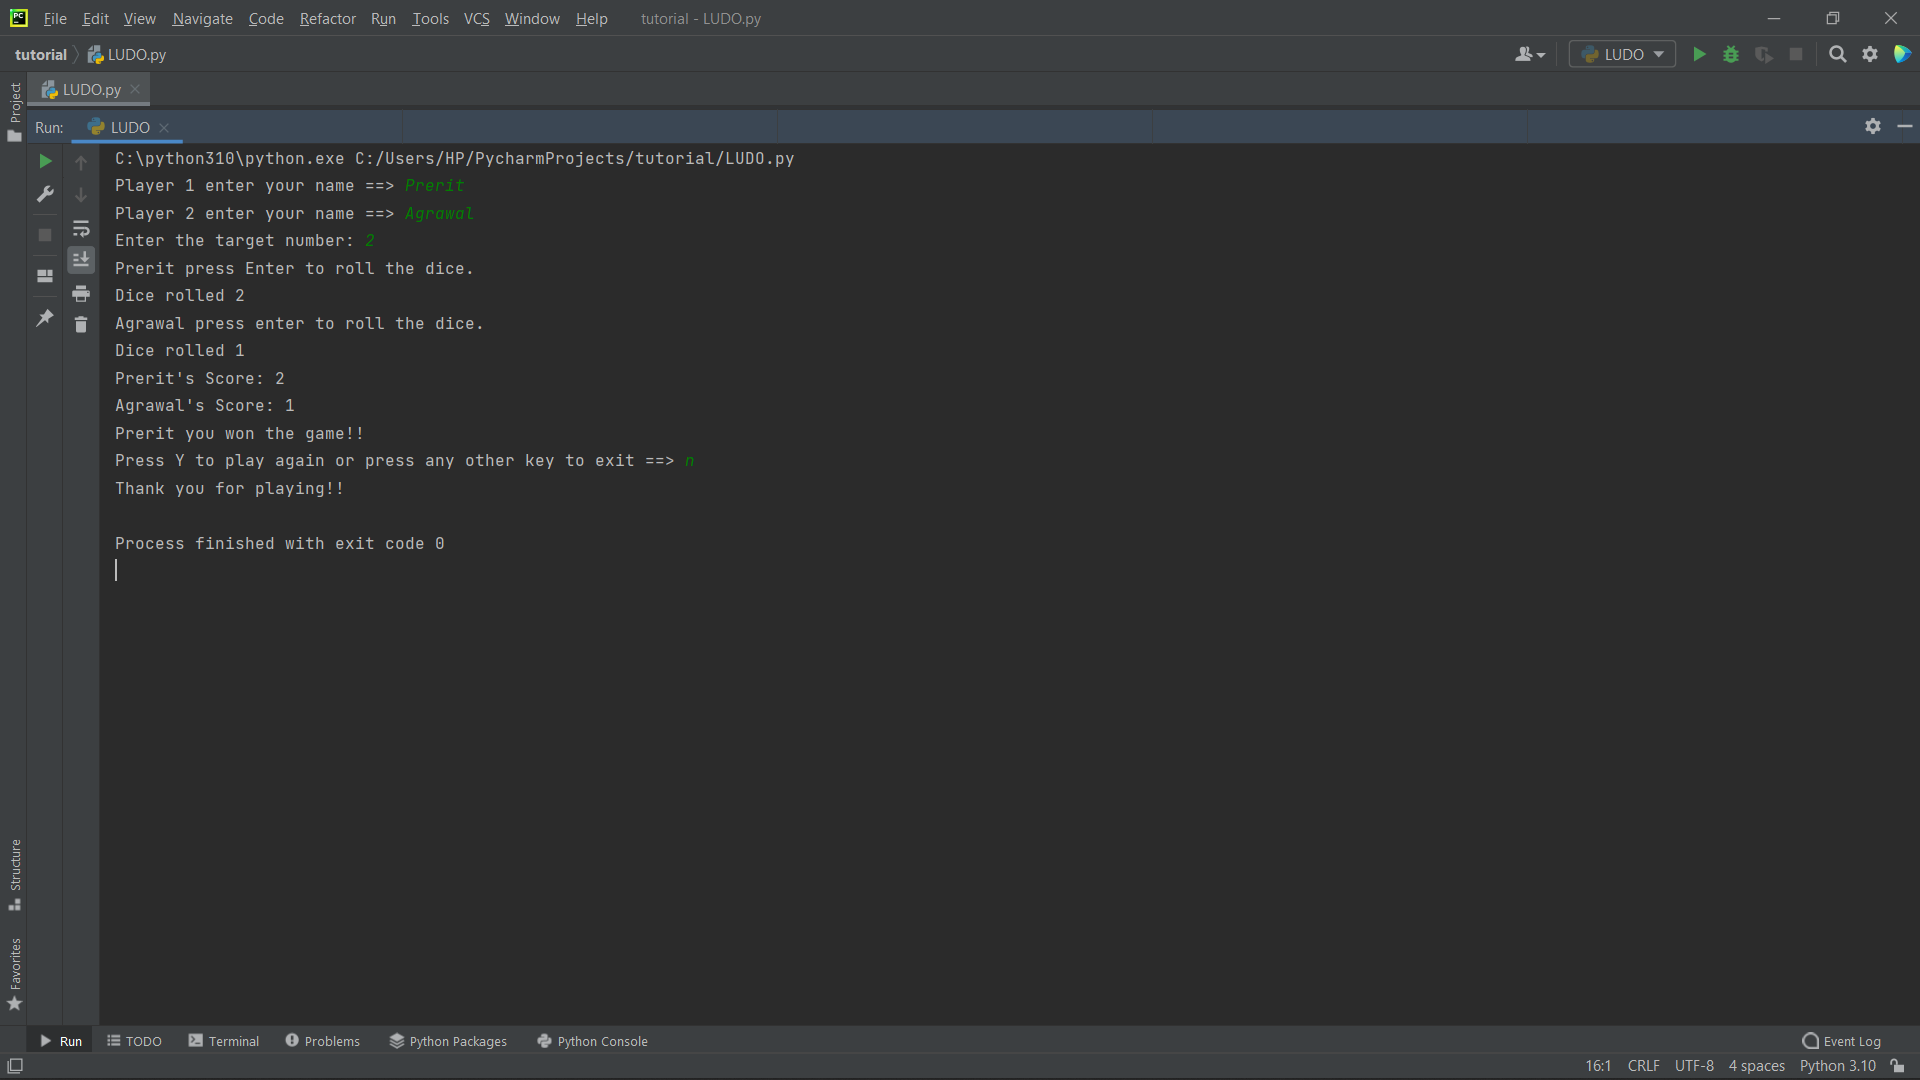 PC File Edit View Navigate Code Refactor Run Tools VCS Window Help tutorial - LUDO.py
tutorial LUDO.py LUDO
LUDO.py
Run: LUDO
C:\python310\python.exe C:/Users/HP/PycharmProjects/tutorial/LUDO.py
Player 1 enter your name ==> Prerit
Player 2 enter your name ==> Agrawal
Enter the target number: 2
Prerit press Enter to roll the dice.
Dice rolled 2
Agrawal press enter to roll the dice.
Dice rolled 1
Prerit's Score: 2
Agrawal's Score: 1
Prerit you won the game!!
Press Y to play again or press any other key to exit ==> n
Thank you for playing!!
Process finished with exit code 0
Project
Structure
Favorites
Run TODO Terminal Problems Python Packages Python Console Event Log
16:1 CRLF UTF-8 4 spaces Python 3.10